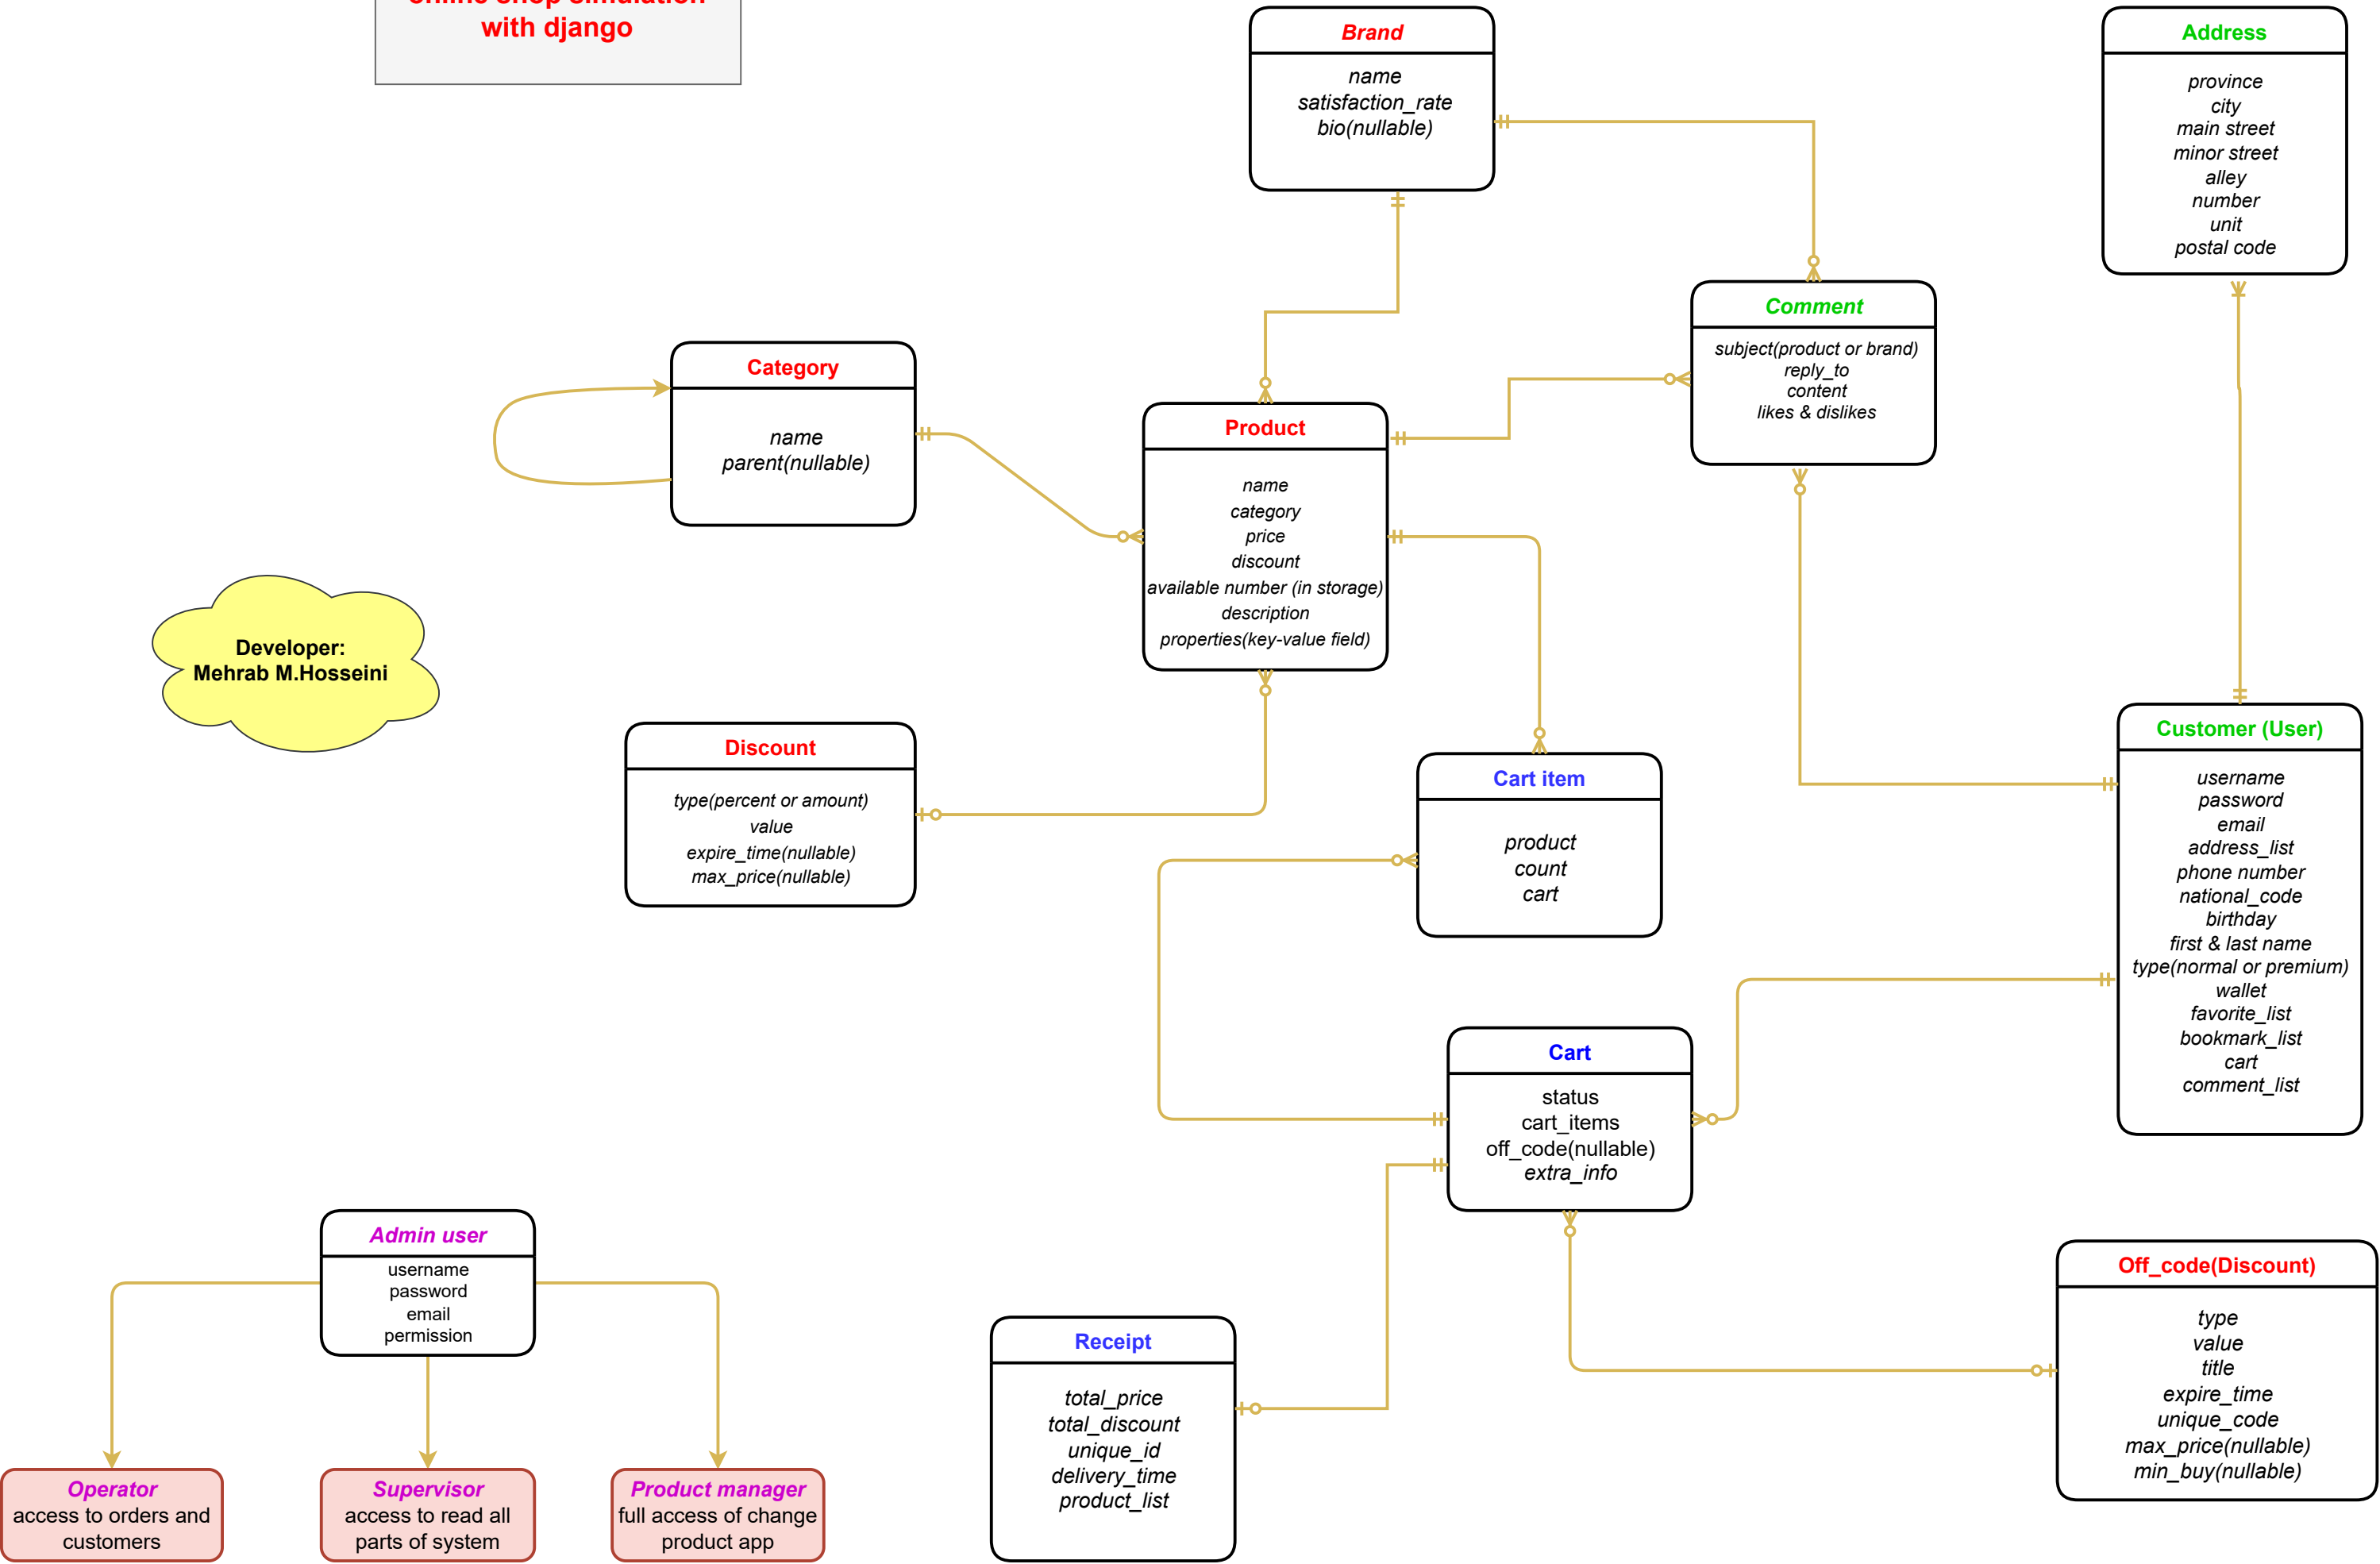 online shop simulation
with django
Brand
name
satisfaction_rate
bio(nullable)
Address
province
city
main street
minor street
alley
number
unit
postal code
Comment
subject(product or brand)
reply_to
content
likes & dislikes
Category
name
parent(nullable)
Product
name
category
price
discount
available number (in storage)
description
properties(key-value field)
Developer:
Mehrab M.Hosseini
Discount
type(percent or amount)
value
expire_time(nullable)
max_price(nullable)
Cart item
product
count
cart
Customer (User)
username
password
email
address_list
phone number
national_code
birthday
first & last name
type(normal or premium)
wallet
favorite_list
bookmark_list
cart
comment_list
Cart
status
cart_items
off_code(nullable)
extra_info
Admin user
username
password
email
permission
Off_code(Discount)
type
value
title
expire_time
unique_code
max_price(nullable)
min_buy(nullable)
Receipt
total_price
total_discount
unique_id
delivery_time
product_list
Operator
access to orders and
customers
Supervisor
access to read all
parts of system
Product manager
full access of change
product app